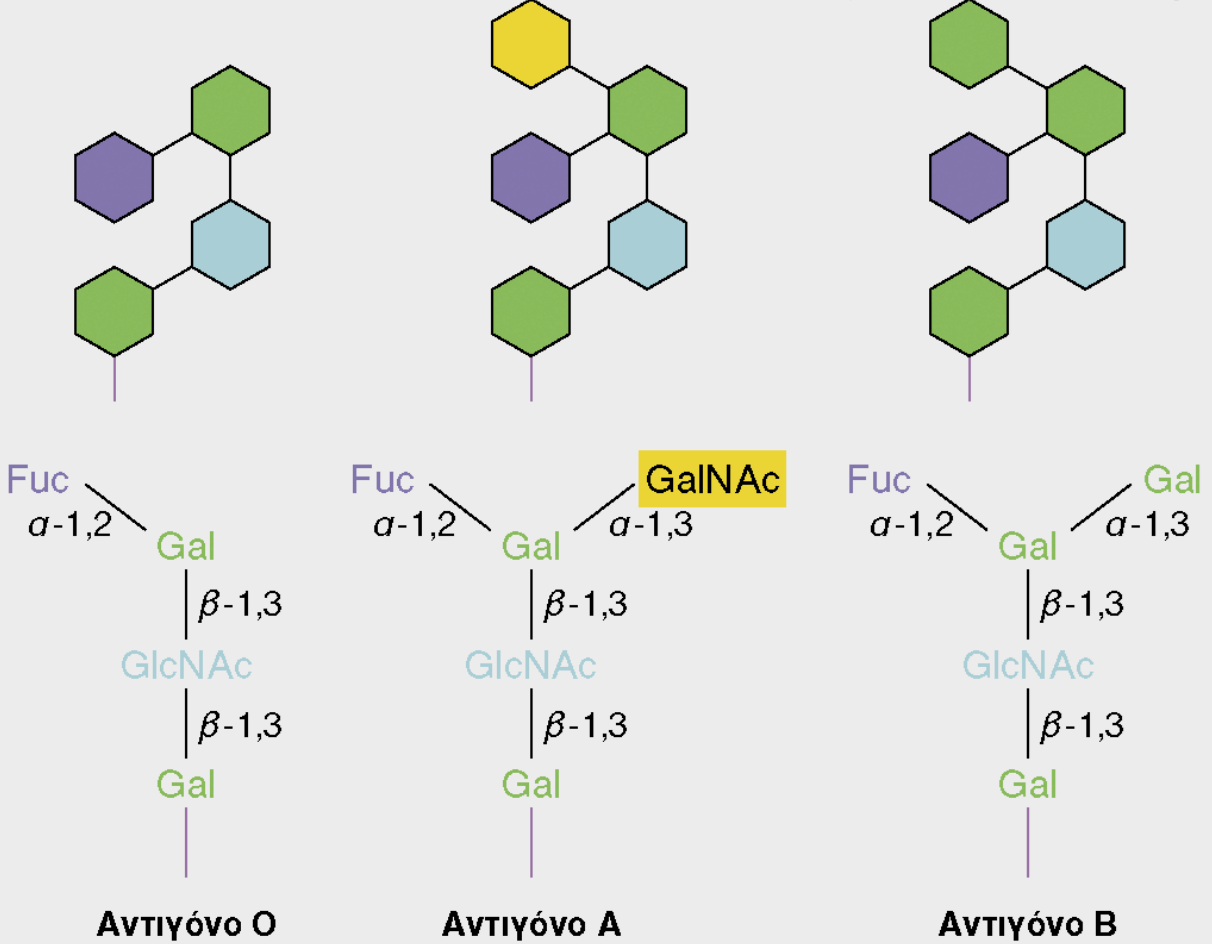 Fuc Fuc GalNAc Fuc Gal
α-1,2 α-1,2 α-1,3 α-1,2 α-1,3
Gal Gal Gal
β-1,3 β-1,3 β-1,3
GlcNAc GlcNAc GlcNAc
β-1,3 β-1,3 β-1,3
Gal Gal Gal
Αντιγόνο Ο Αντιγόνο Α Αντιγόνο Β